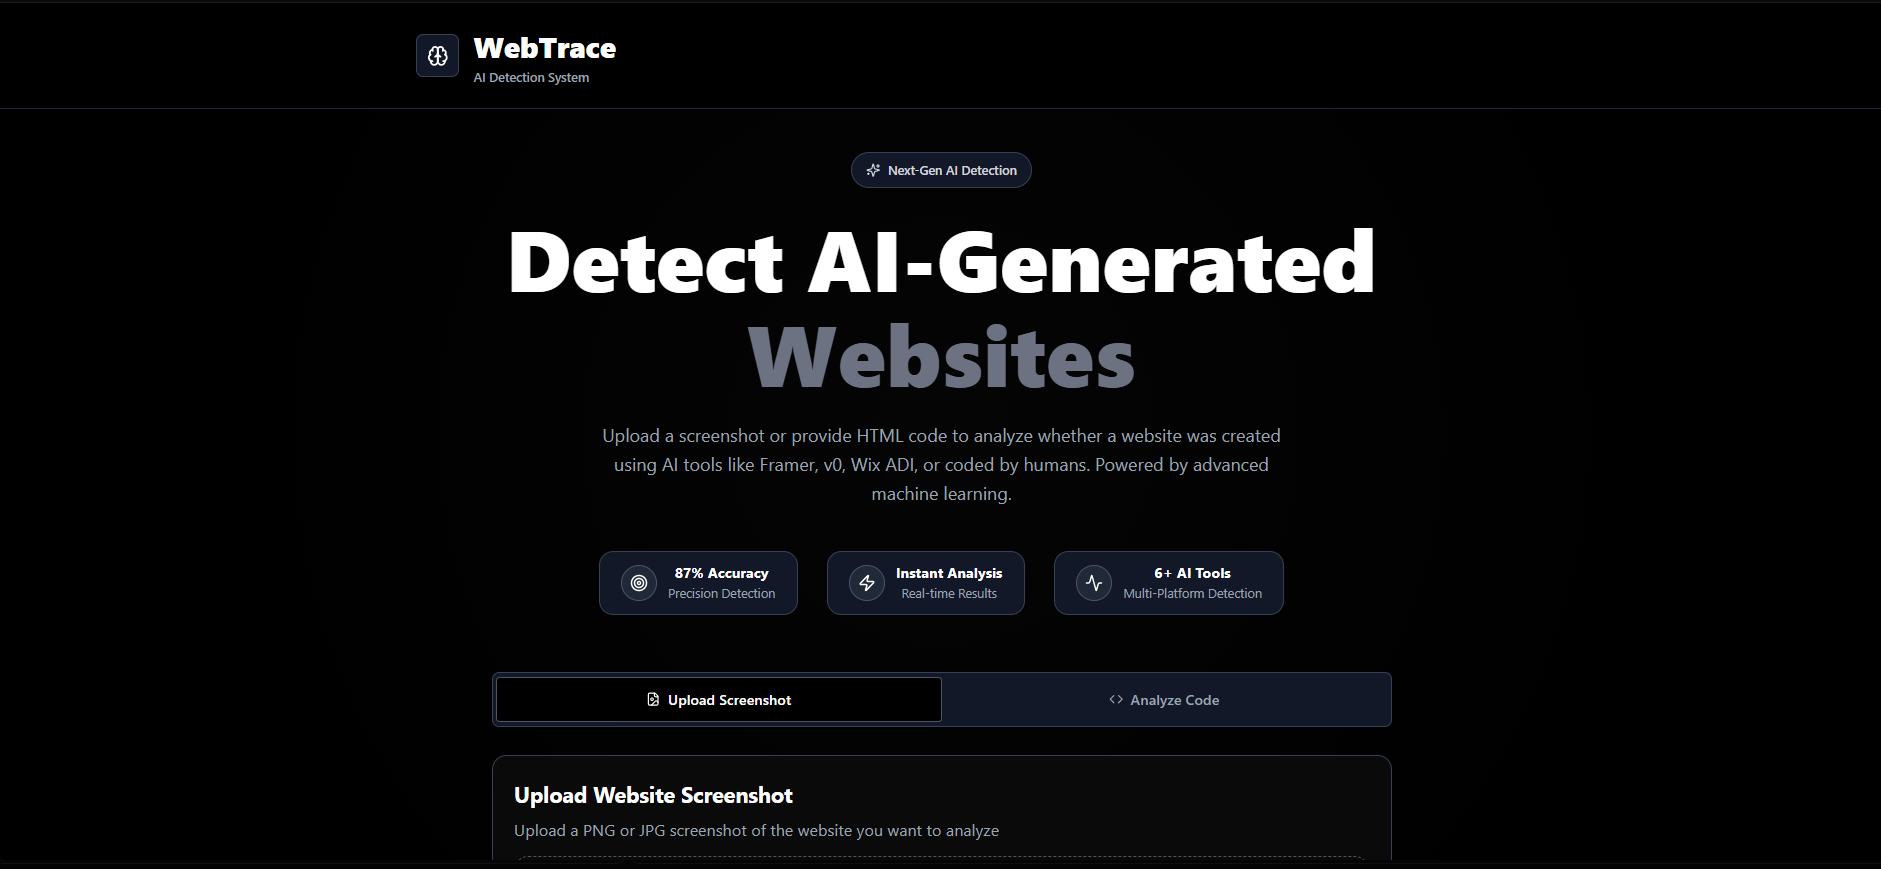 WebTrace
AI Detection System
Next-Gen AI Detection
Detect AI-Generated
Websites
Upload a screenshot or provide HTML code to analyze whether a website was created
using AI tools like Framer, v0, Wix ADI, or coded by humans. Powered by advanced
machine learning.
87% Accuracy
Precision Detection
Instant Analysis
Real-time Results
6+ AI Tools
Multi-Platform Detection
Upload Screenshot
Analyze Code
Upload Website Screenshot
Upload a PNG or JPG screenshot of the website you want to analyze